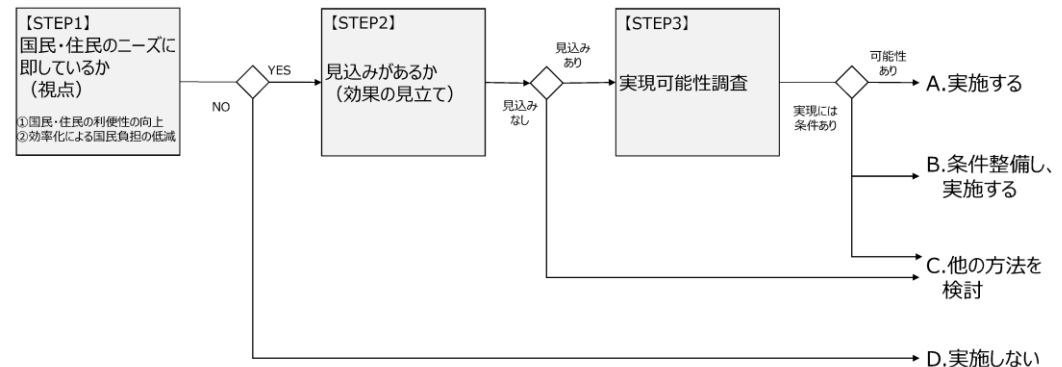 【STEP1】
国民・住民のニーズに
即しているか
（視点）
①国民・住民の利便性の向上
②効率化による国民負担の低減
YES
NO
【STEP2】
見込みがあるか
（効果の見立て）
見込み
あり
見込み
なし
【STEP3】
実現可能性調査
可能性
あり
実現には
条件あり
A.実施する
B.条件整備し、
実施する
C.他の方法を
検討
D.実施しない